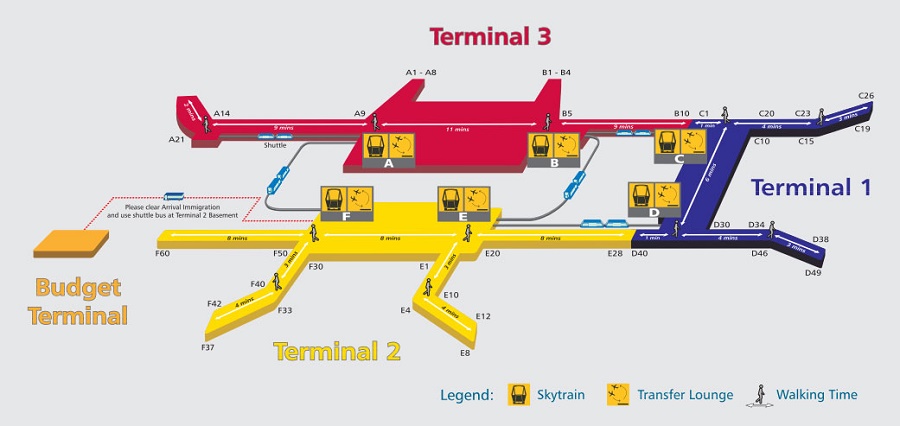 Terminal 3
A1 - A8
B1 - B4
2 mins
A14
A21
9 mins
Shuttle
A9
11 mins
B5
9 mins
B10
C1
1 min
C20
4 mins
C10
C23
C15
3 mins
C26
C19
A
B
C
6 mins
Terminal 1
D
F
E
Please clear Arrival Immigration
and use shuttle bus at Terminal 2 Basement
Budget
Terminal
F60
8 mins
F50
8 mins
F30
E1
E20
8 mins
E28
D40
1 min
D30
4 mins
D34
D46
3 mins
D38
D49
3 mins
F40
F33
F42
4 mins
F37
3 mins
E10
E4
4 mins
E12
E8
Terminal 2
Legend: Skytrain Transfer Lounge Walking Time